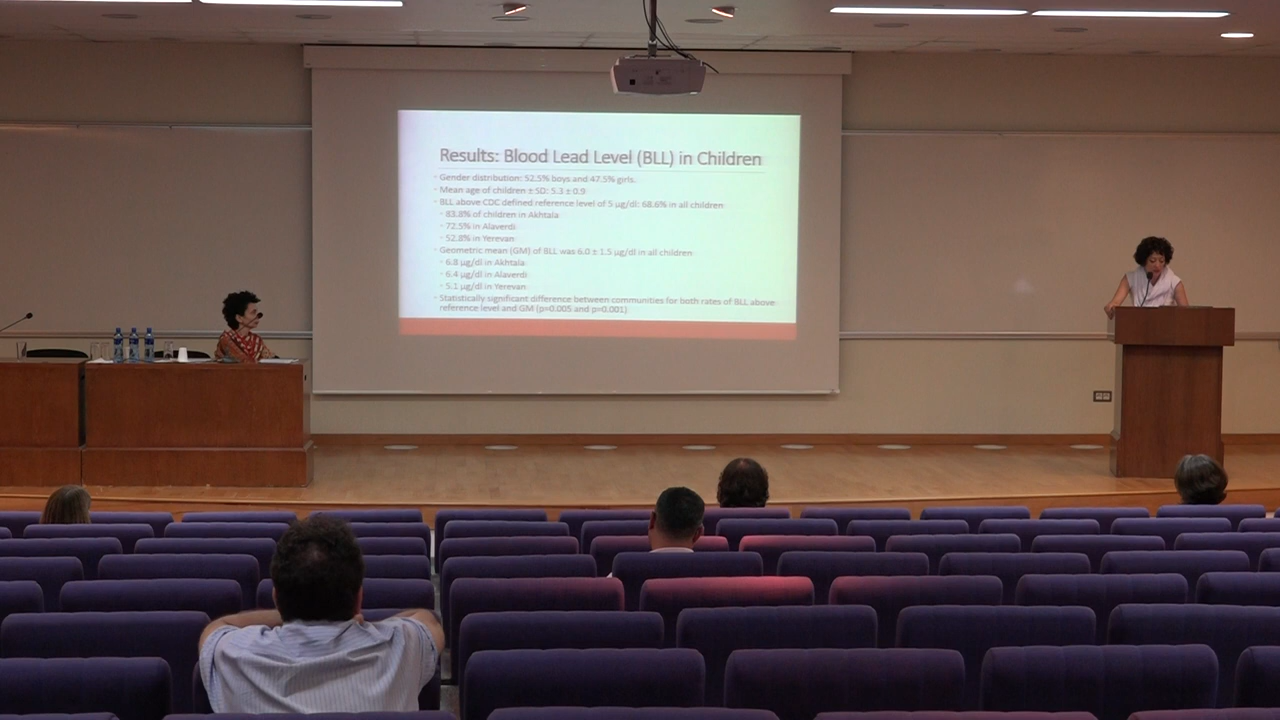 Results: Blood Lead Level (BLL) in Children
Gender distribution: 52.5% boys and 47.5% girls.
Mean age of children ± SD: 5.3 ± 0.9
BLL above CDC defined reference level of 5 µg/dl: 68.6% in all children
83.8% of children in Akhtala
72.5% in Alaverdi
52.8% in Yerevan
Geometric mean (GM) of BLL was 6.0 ± 1.5 µg/dl in all children
6.8 µg/dl in Akhtala
6.4 µg/dl in Alaverdi
5.1 µg/dl in Yerevan
Statistically significant difference between communities for both rates of BLL above
reference level and GM (p=0.005 and p=0.001)